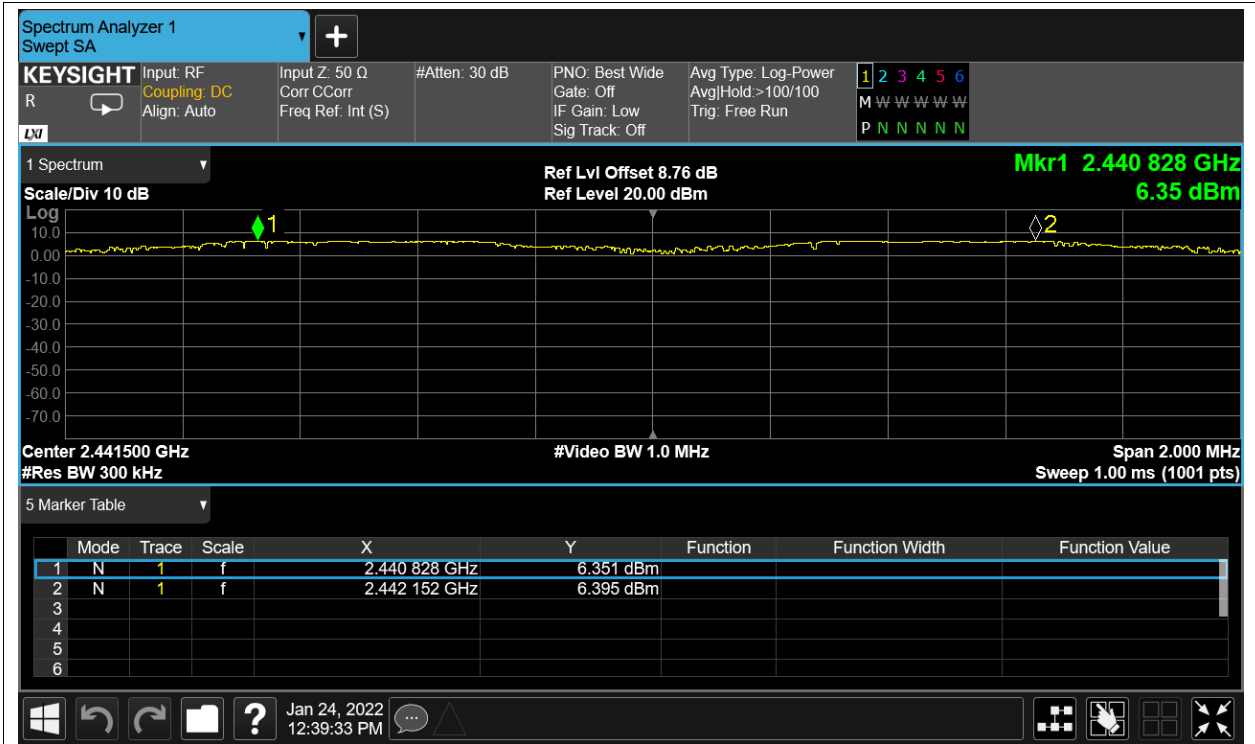 Spectrum Analyzer 1
Swept SA
KEYSIGHT
R
LXI
Input: RF
Coupling: DC
Align: Auto
Input Z: 50 Ω
Corr CCorr
Freq Ref: Int (S)
#Atten: 30 dB
PNO: Best Wide
Gate: Off
IF Gain: Low
Sig Track: Off
Avg Type: Log-Power
Avg|Hold:>100/100
Trig: Free Run
1 2 3 4 5 6
M W W W W W
P N N N N N
1 Spectrum
Scale/Div 10 dB
Ref Lvl Offset 8.76 dB
Ref Level 20.00 dBm
Mkr1 2.440 828 GHz
6.35 dBm
Log
1
2
10.0
0.00
-10.0
-20.0
-30.0
-40.0
-50.0
-60.0
-70.0
Center 2.441500 GHz
#Res BW 300 kHz
#Video BW 1.0 MHz
Span 2.000 MHz
Sweep 1.00 ms (1001 pts)
5 Marker Table
Mode Trace Scale X Y Function Function Width Function Value
1 N 1 f 2.440 828 GHz 6.351 dBm
2 N 1 f 2.442 152 GHz 6.395 dBm
3
4
5
6
?
Jan 24, 2022
12:39:33 PM